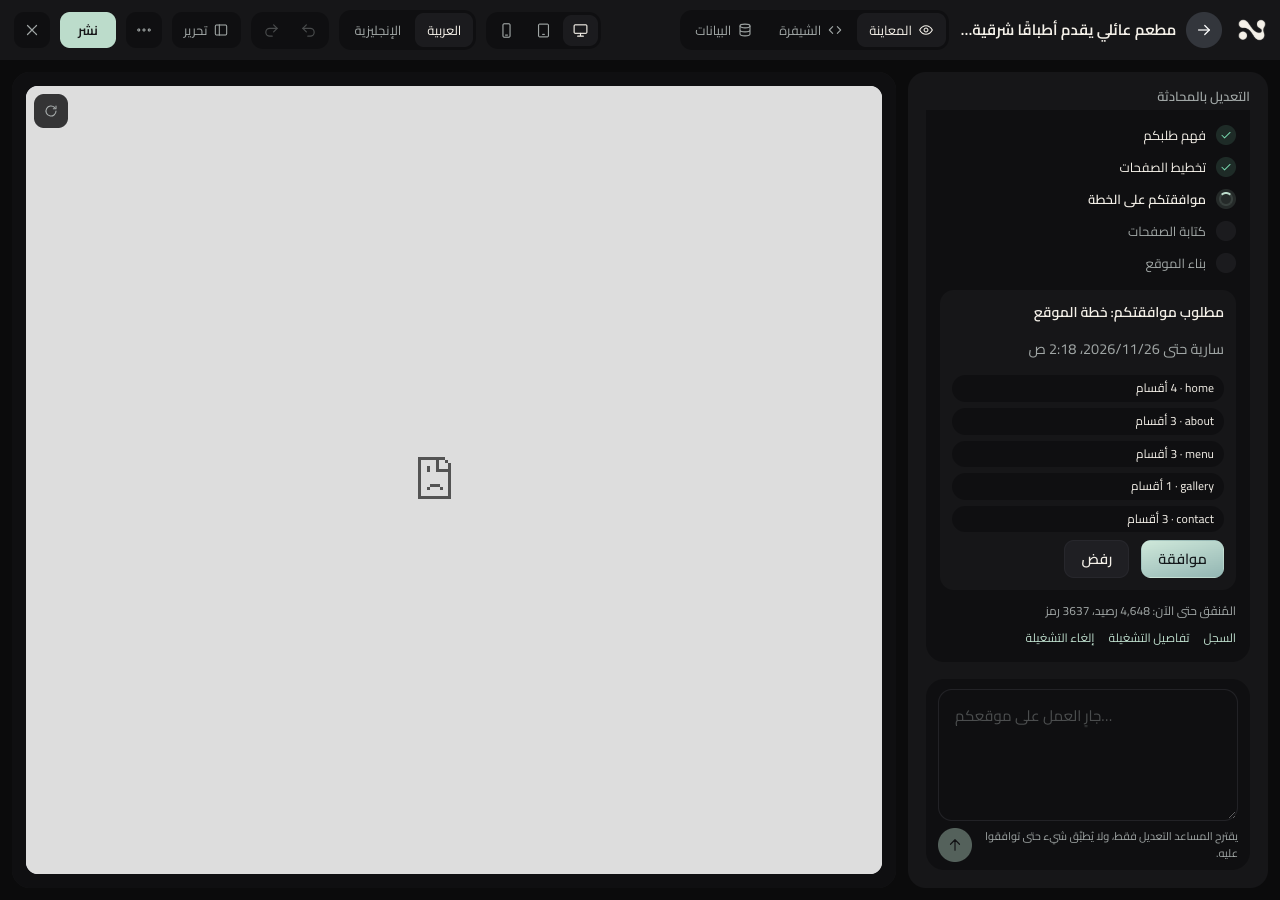 مطعم عائلي يقدم أطباقًا شرقية...
المعاينة
الشيفرة
البيانات
العربية
الإنجليزية
تحرير
نشر
التعديل بالمحادثة
فهم طلبكم
تخطيط الصفحات
موافقتكم على الخطة
كتابة الصفحات
بناء الموقع
مطلوب موافقتكم: خطة الموقع
سارية حتى 2026/11/26، 2:18 ص
home · 4 أقسام
about · 3 أقسام
menu · 3 أقسام
gallery · 1 أقسام
contact · 3 أقسام
موافقة
رفض
المُنفَق حتى الآن: 4,648 رصيد، 3637 رمز
السجل
تفاصيل التشغيلة
إلغاء التشغيلة
جارٍ العمل على موقعكم...
يقترح المساعد التعديل فقط، ولا يُطبَّق شيء حتى توافقوا
عليه.